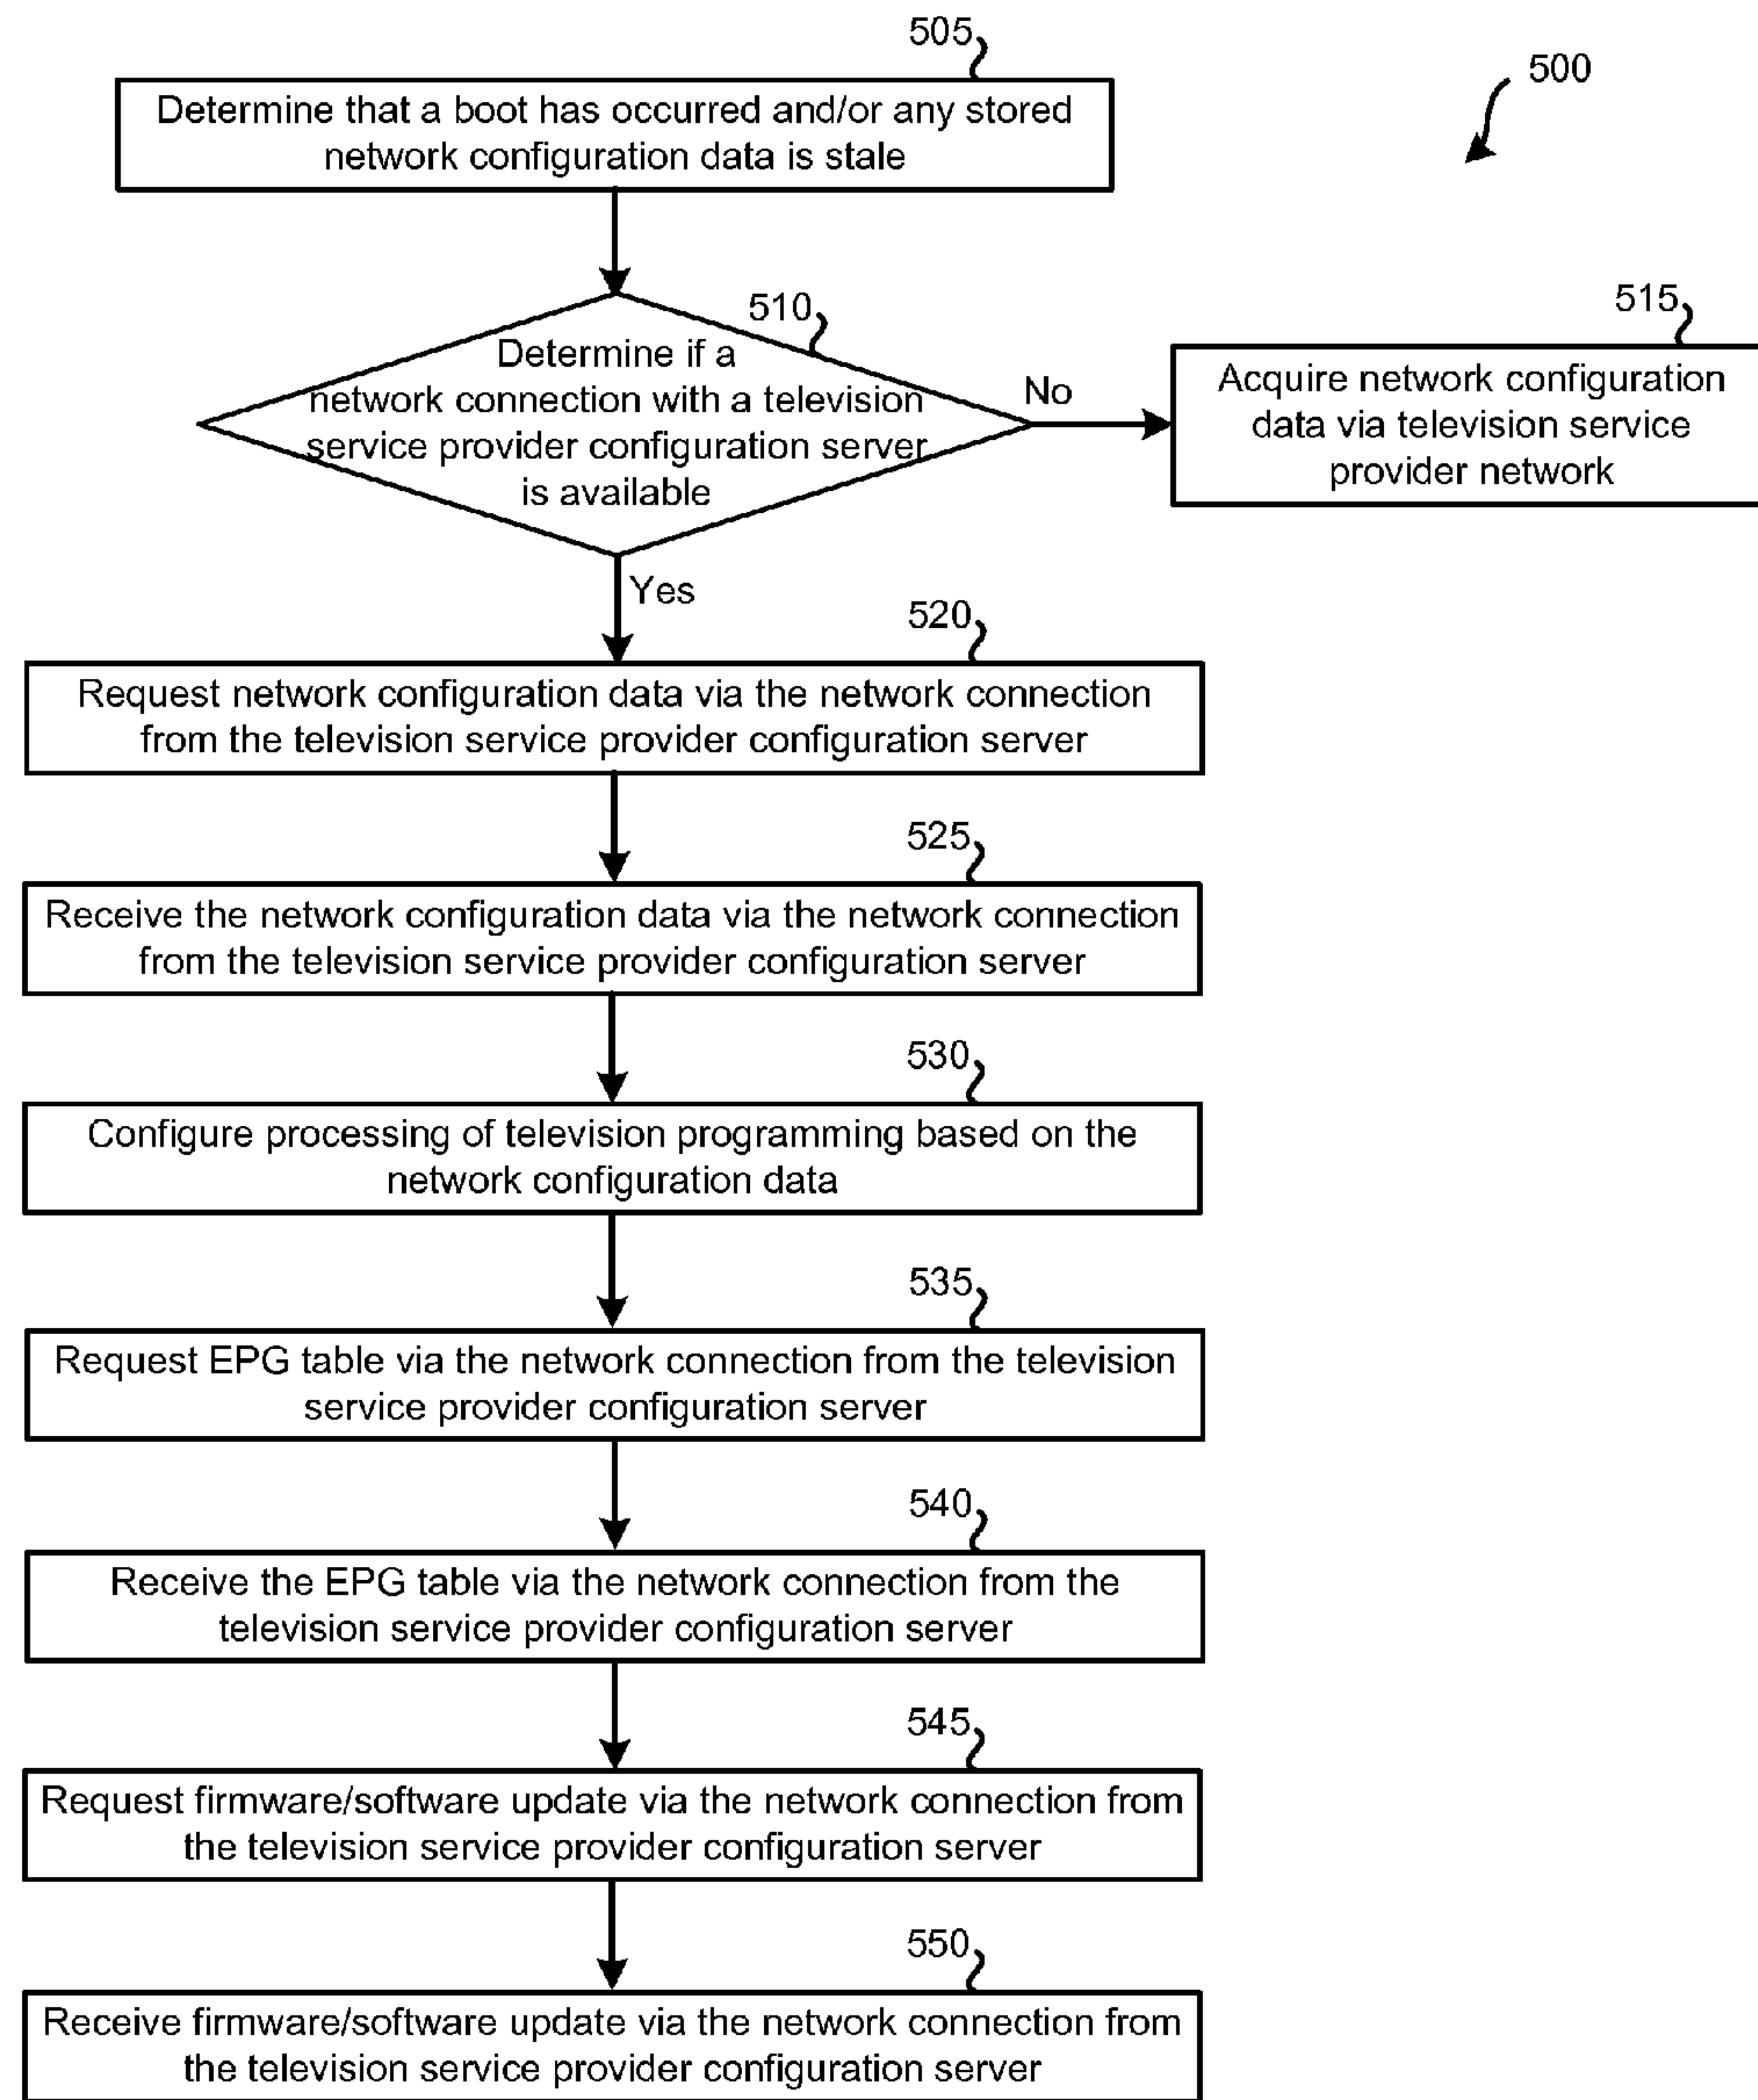 505
500
Determine that a boot has occurred and/or any stored
network configuration data is stale
510
515
Determine if a
network connection with a television
service provider configuration server
is available
No
Acquire network configuration
data via television service
provider network
Yes
520
Request network configuration data via the network connection
from the television service provider configuration server
525
Receive the network configuration data via the network connection
from the television service provider configuration server
530
Configure processing of television programming based on the
network configuration data
535
Request EPG table via the network connection from the television
service provider configuration server
540
Receive the EPG table via the network connection from the
television service provider configuration server
545
Request firmware/software update via the network connection from
the television service provider configuration server
550
Receive firmware/software update via the network connection from
the television service provider configuration server